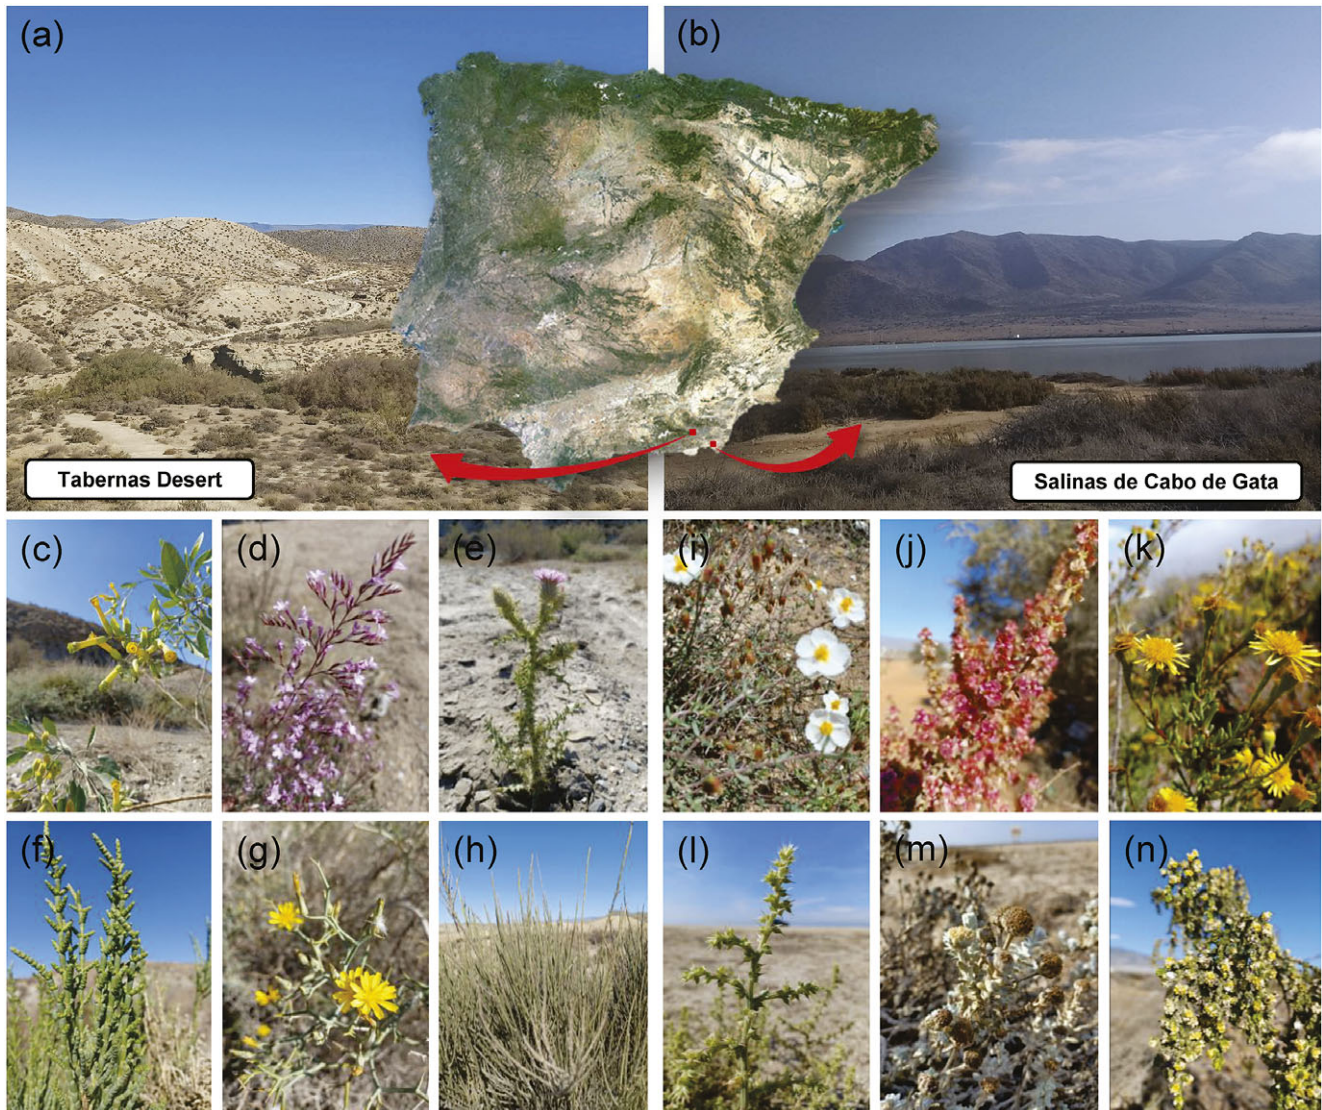 (a)
(b)
Tabernas Desert
Salinas de Cabo de Gata
(c)
(d)
(e)
(i)
(j)
(k)
(f)
(g)
(h)
(l)
(m)
(n)